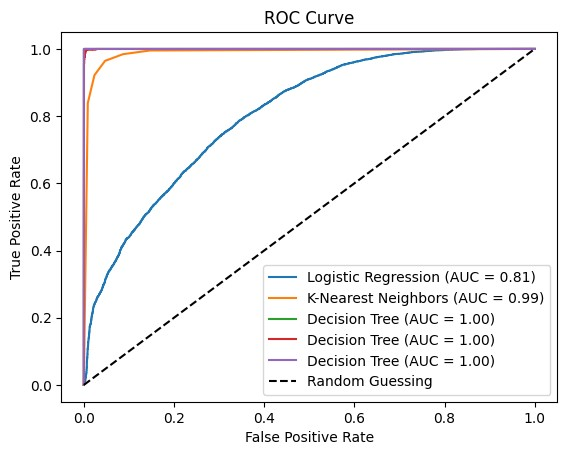 ROC Curve
True Positive Rate
1.0
0.8
0.6
0.4
0.2
0.0
Logistic Regression (AUC = 0.81)
K-Nearest Neighbors (AUC = 0.99)
Decision Tree (AUC = 1.00)
Decision Tree (AUC = 1.00)
Decision Tree (AUC = 1.00)
Random Guessing
0.0 0.2 0.4 0.6 0.8 1.0
False Positive Rate